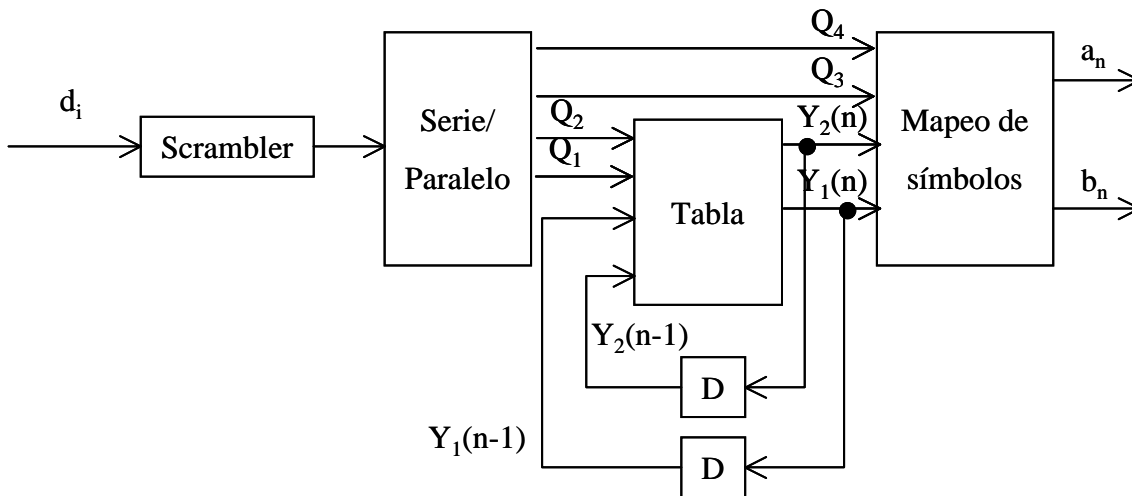 Q₄
aₙ
Q₃
dᵢ
Q₂
Y₂(n)
Serie/
Paralelo
Mapeo de
símbolos
Scrambler
Q₁
Y₁(n)
bₙ
Tabla
Y₂(n-1)
D
Y₁(n-1)
D